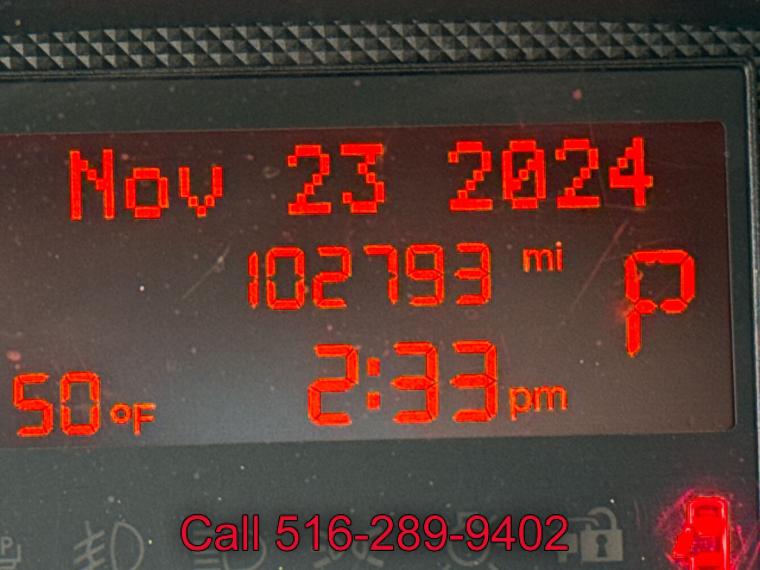 Nov 23 2024
102793 mi
P
50°F 2:33 pm
Call 516-289-9402